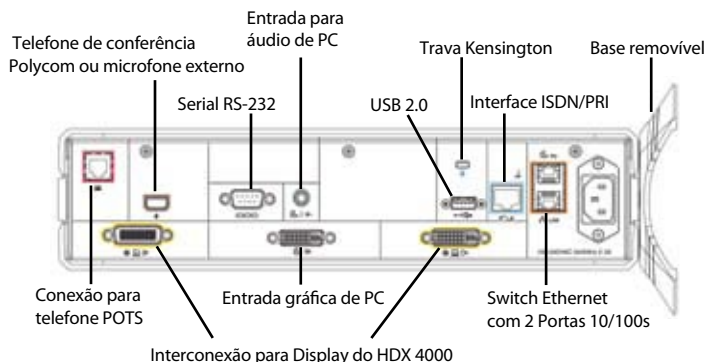 Entrada para
áudio de PC
Telefone de conferência
Polycom ou microfone externo
Trava Kensington
Base removível
Serial RS-232
USB 2.0
Interface ISDN/PRI
Conexão para
telefone POTS
Entrada gráfica de PC
Switch Ethernet
com 2 Portas 10/100s
Interconexão para Display do HDX 4000